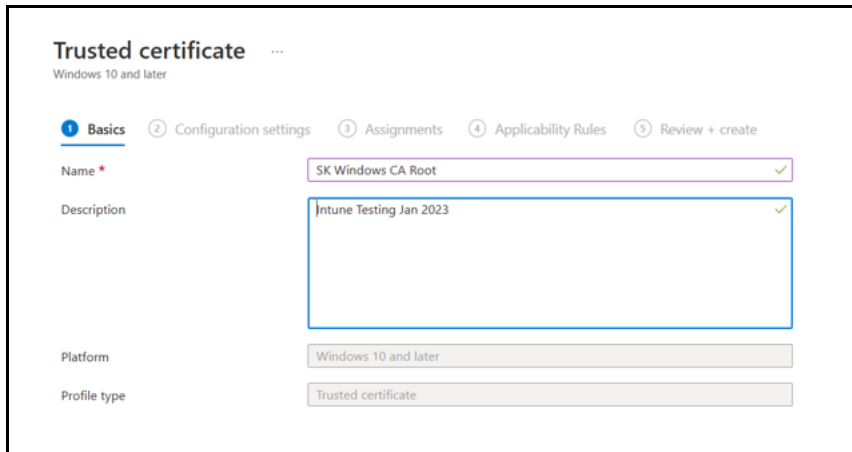 Trusted certificate ...
Windows 10 and later
1 Basics 2 Configuration settings 3 Assignments 4 Applicability Rules 5 Review + create
Name * SK Windows CA Root
Description Intune Testing Jan 2023
Platform Windows 10 and later
Profile type Trusted certificate